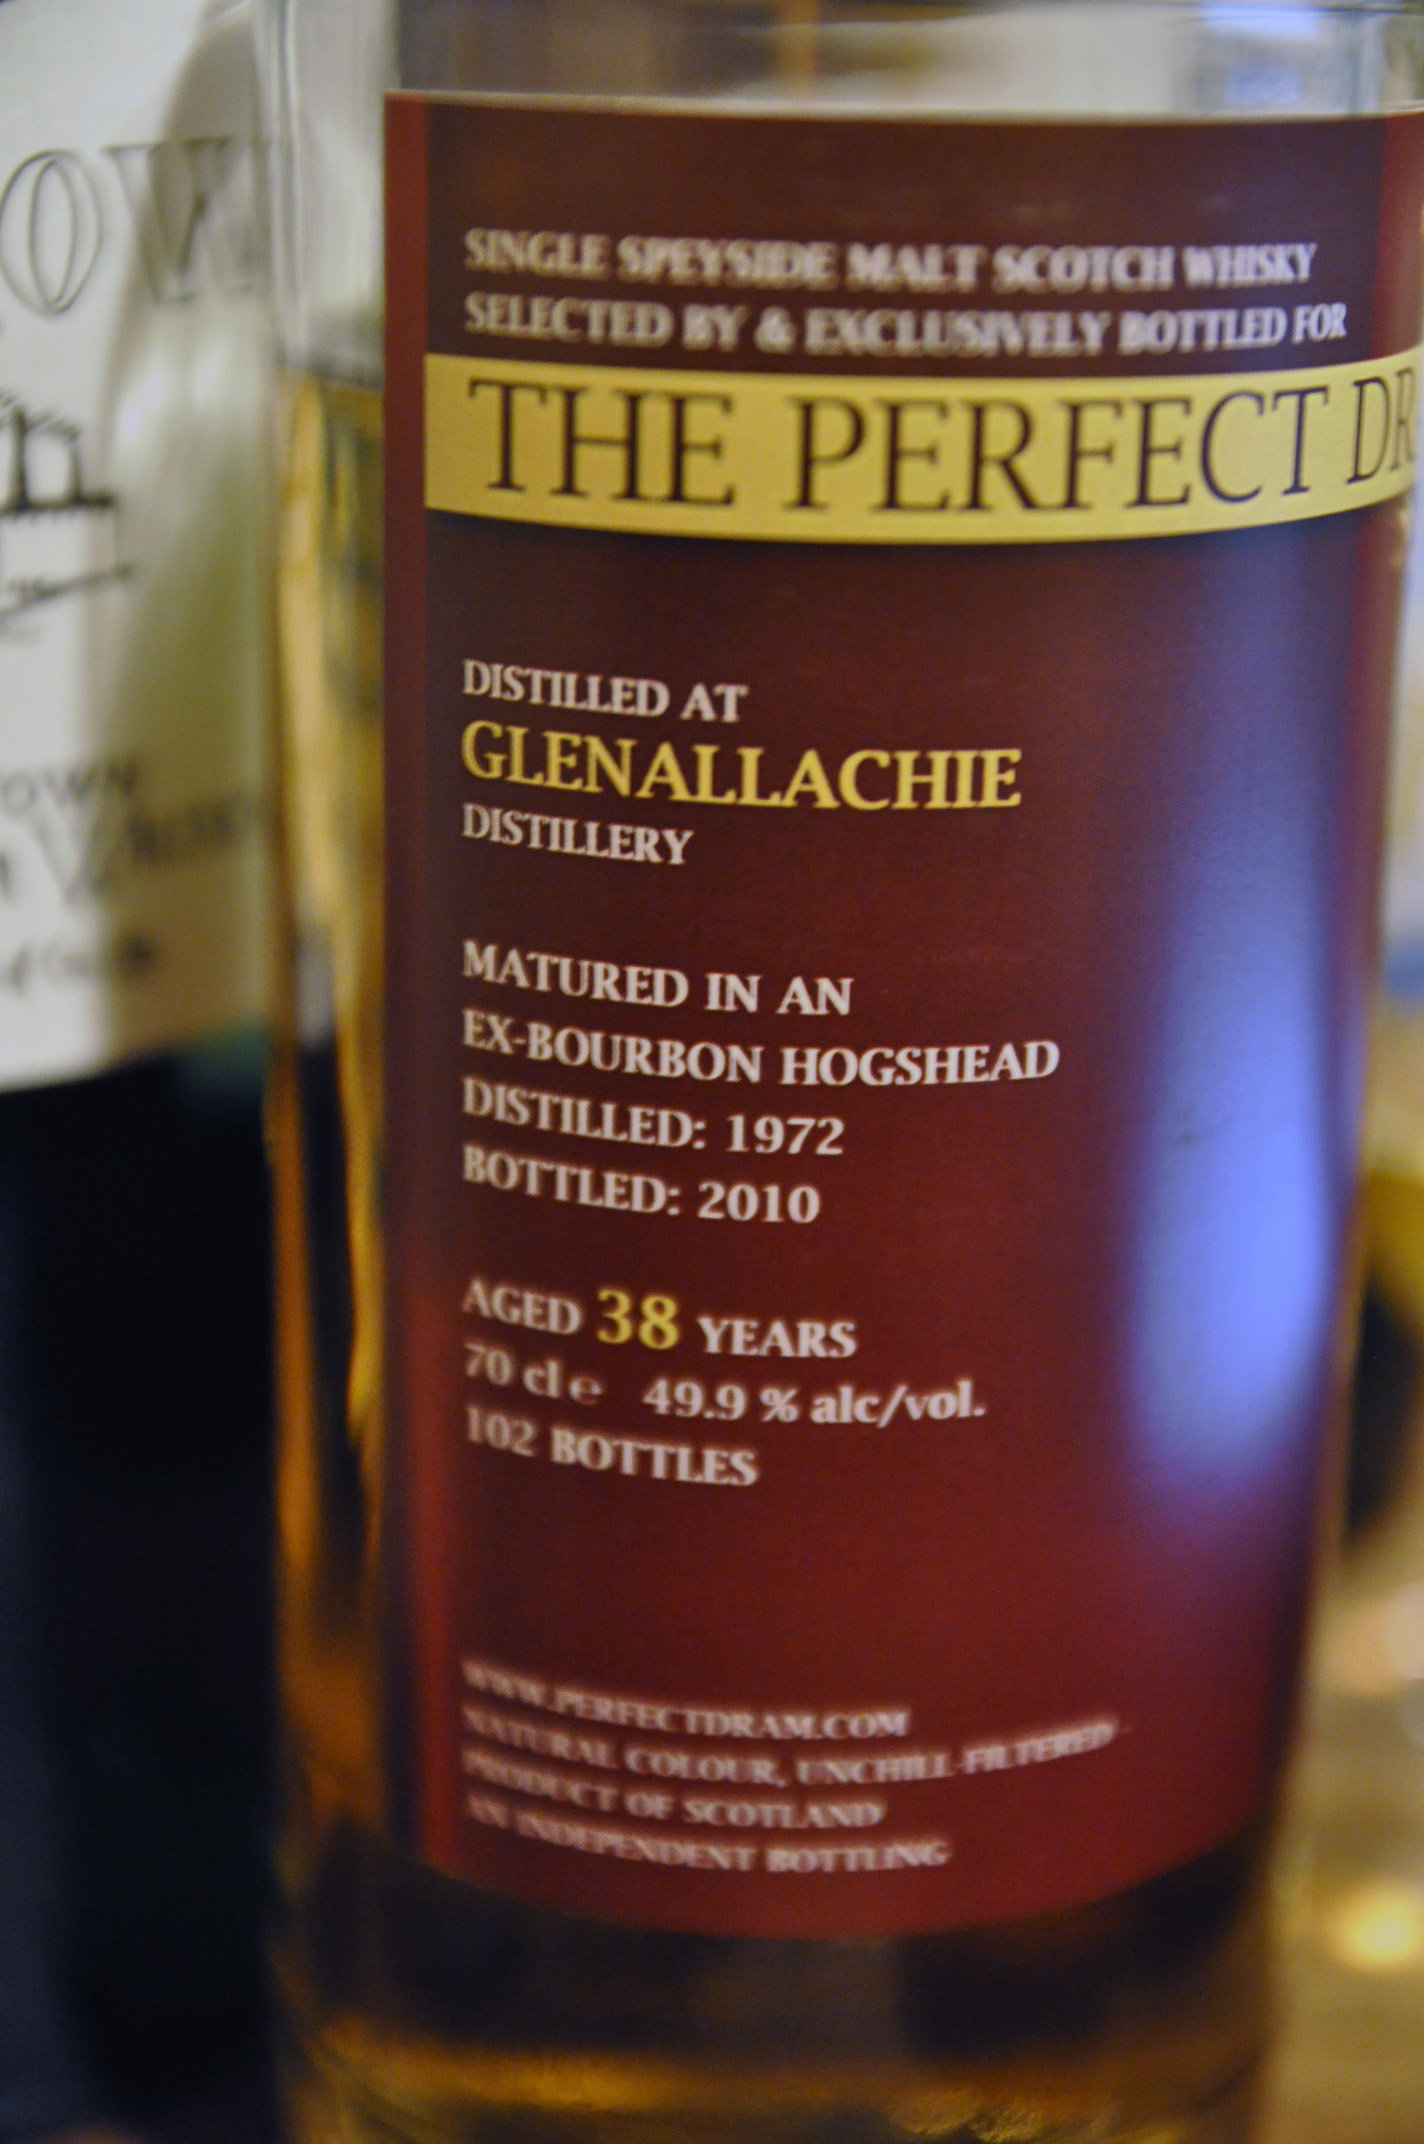 SINGLE SPEYSIDE MALT SCOTCH WHISKY
SELECTED BY & EXCLUSIVELY BOTTLED FOR
THE PERFECT DR
DISTILLED AT
GLENALLACHIE
DISTILLERY
MATURED IN AN
EX-BOURBON HOGSHEAD
DISTILLED: 1972
BOTTLED: 2010
AGED 38 YEARS
70 cl e 49.9 % alc/vol.
102 BOTTLES
WWW.PERFECTDRAM.COM
NATURAL COLOUR, UNCHILL-FILTERED
PRODUCT OF SCOTLAND
AN INDEPENDENT BOTTLING